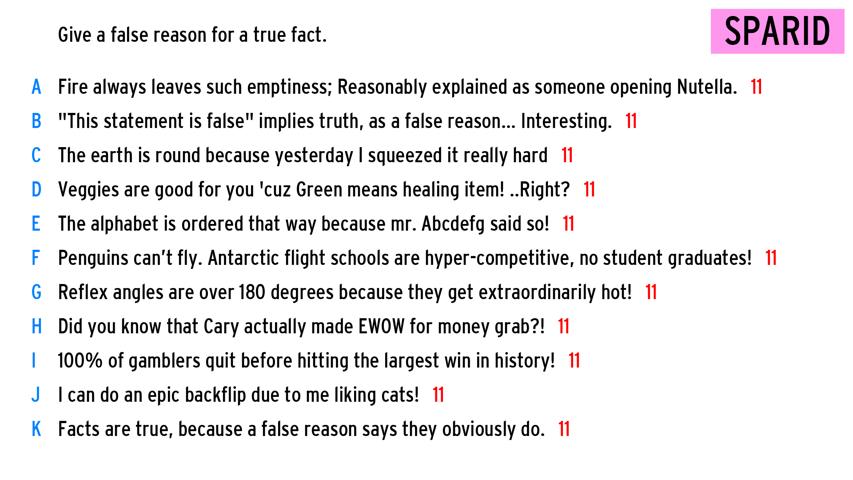 Give a false reason for a true fact.
SPARID
A Fire always leaves such emptiness; Reasonably explained as someone opening Nutella. 11
B "This statement is false" implies truth, as a false reason... Interesting. 11
C The earth is round because yesterday I squeezed it really hard 11
D Veggies are good for you 'cuz Green means healing item! ..Right? 11
E The alphabet is ordered that way because mr. Abcdefg said so! 11
F Penguins can't fly. Antarctic flight schools are hyper-competitive, no student graduates! 11
G Reflex angles are over 180 degrees because they get extraordinarily hot! 11
H Did you know that Cary actually made EWOW for money grab?! 11
I 100% of gamblers quit before hitting the largest win in history! 11
J I can do an epic backflip due to me liking cats! 11
K Facts are true, because a false reason says they obviously do. 11